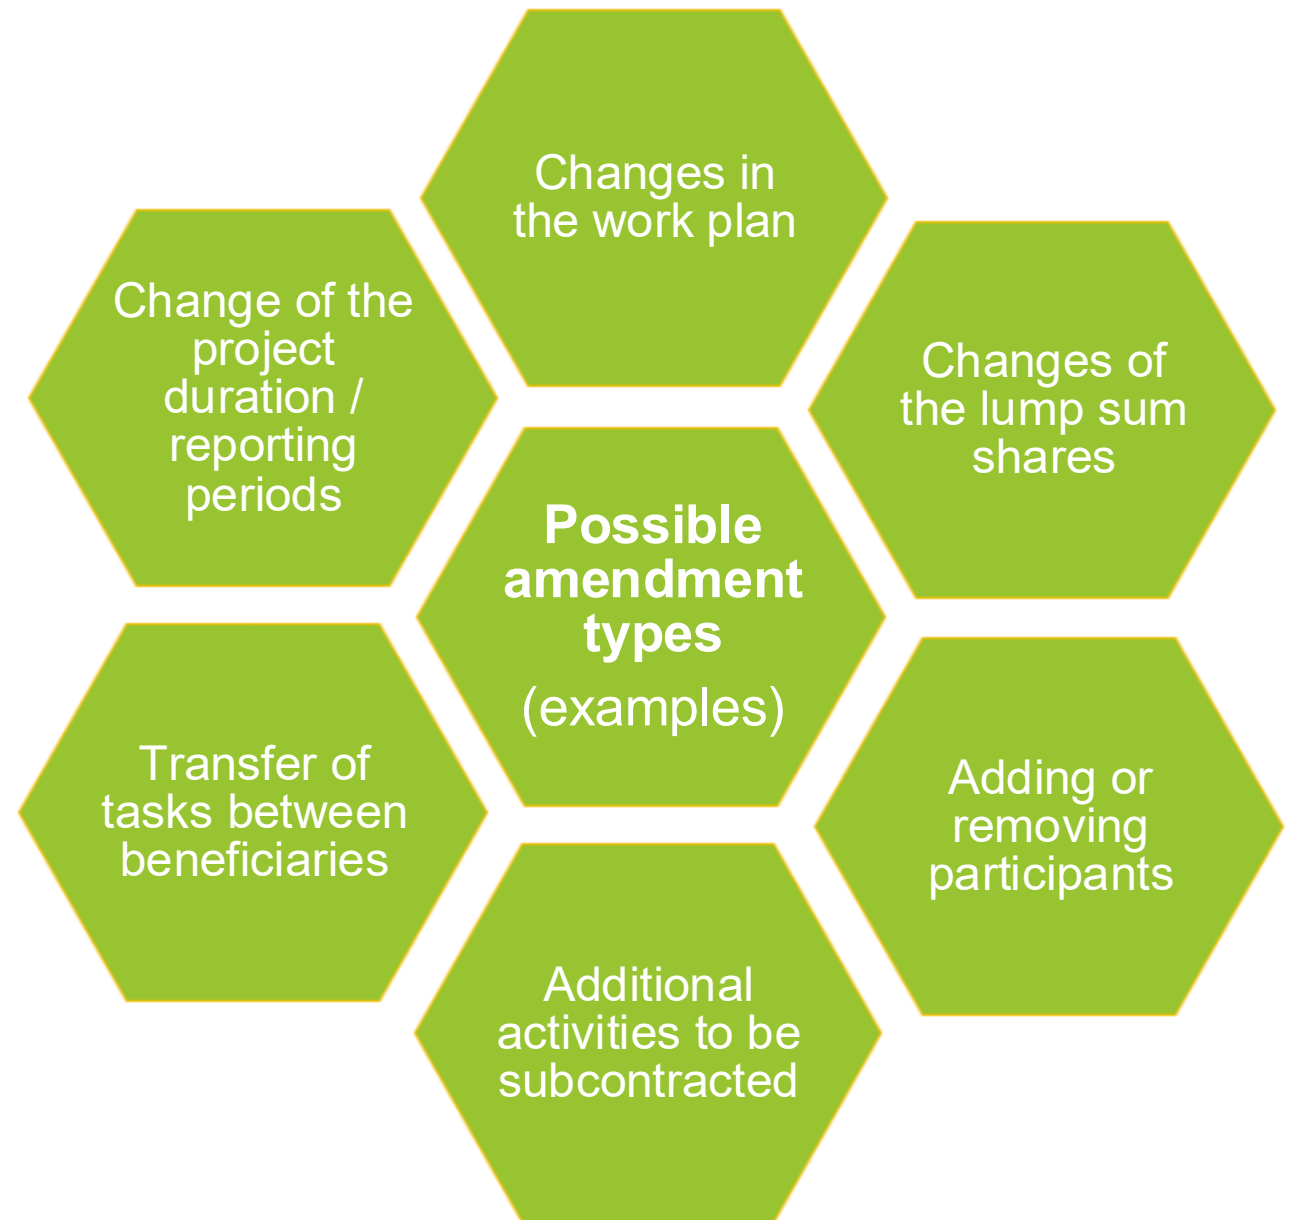 Changes in
the work plan
Change of the
project
duration /
reporting
periods
Changes of
the lump sum
shares
Possible
amendment
types
(examples)
Transfer of
tasks between
beneficiaries
Adding or
removing
participants
Additional
activities to be
subcontracted